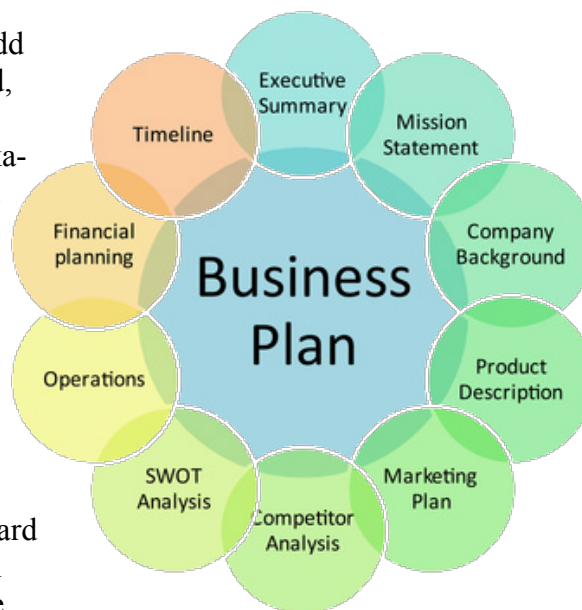 Executive
Summary
Mission
Statement
Company
Background
Product
Description
Marketing
Plan
Competitor
Analysis
SWOT
Analysis
Operations
Financial
planning
Timeline
Business
Plan